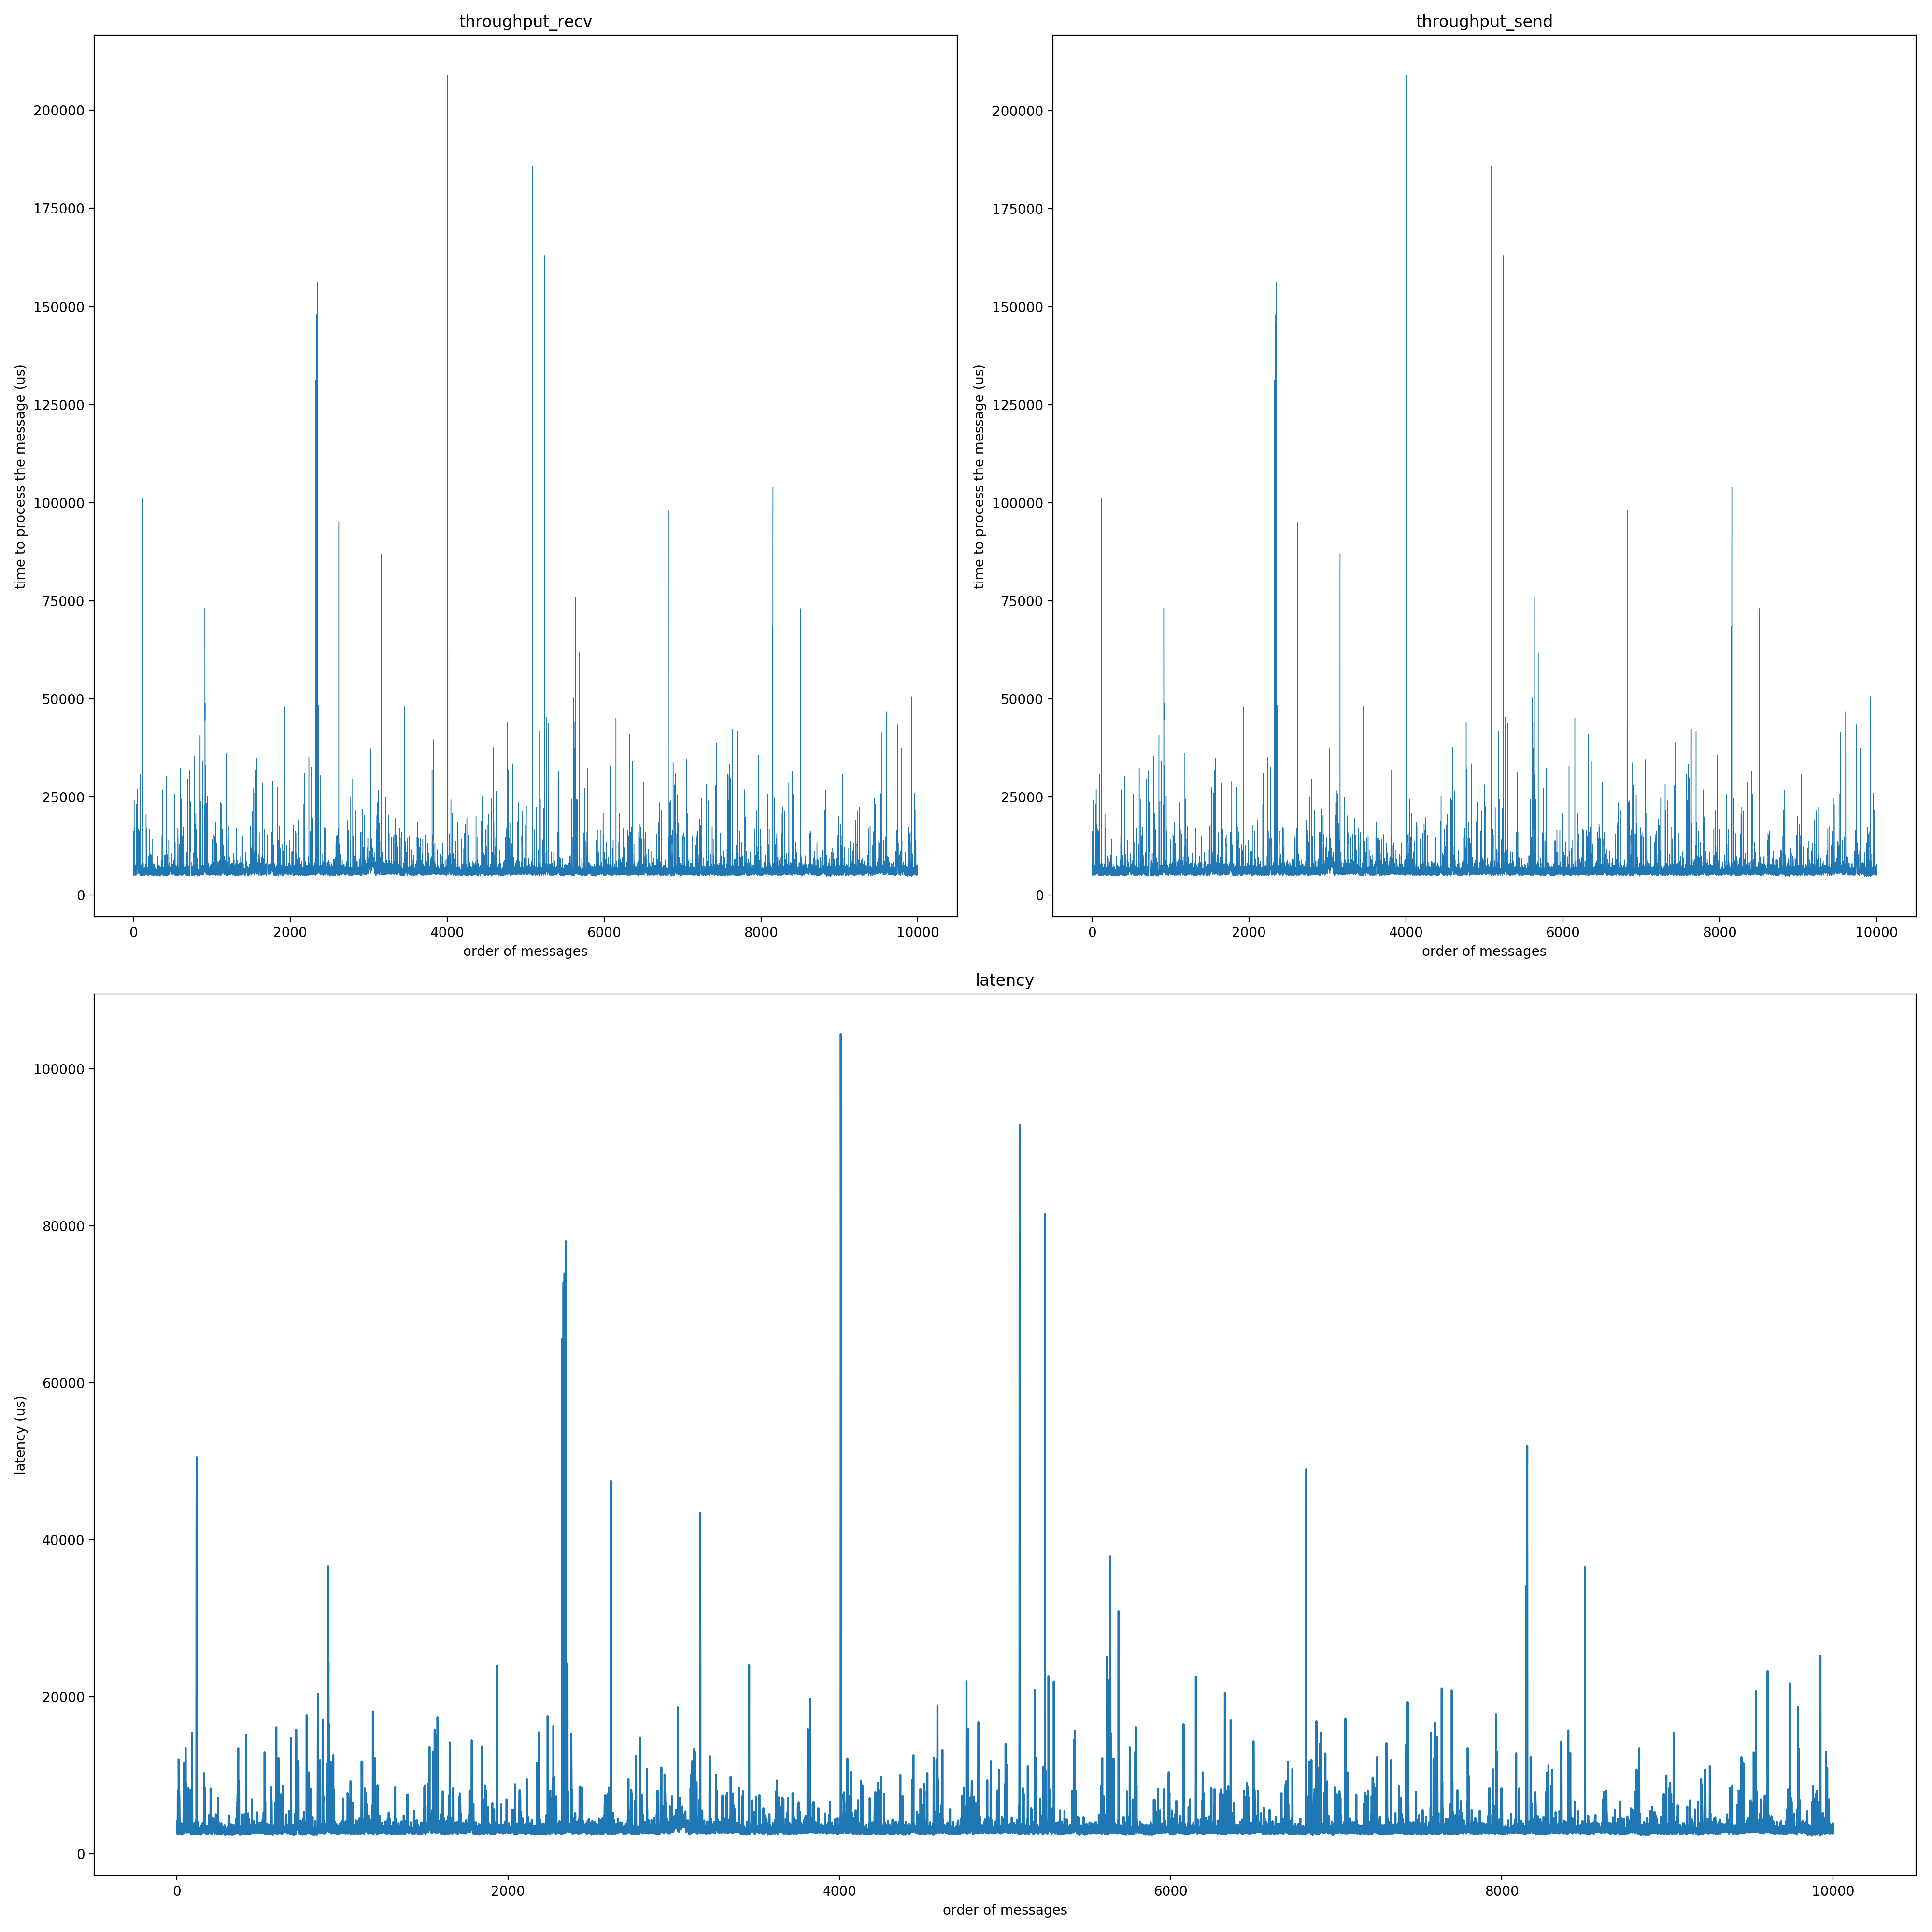 throughput_recv
time to process the message (us)
200000
175000
150000
125000
100000
75000
50000
25000
0
0 2000 4000 6000 8000 10000
order of messages
throughput_send
time to process the message (us)
200000
175000
150000
125000
100000
75000
50000
25000
0
0 2000 4000 6000 8000 10000
order of messages
latency
latency (us)
100000
80000
60000
40000
20000
0
0 2000 4000 6000 8000 10000
order of messages